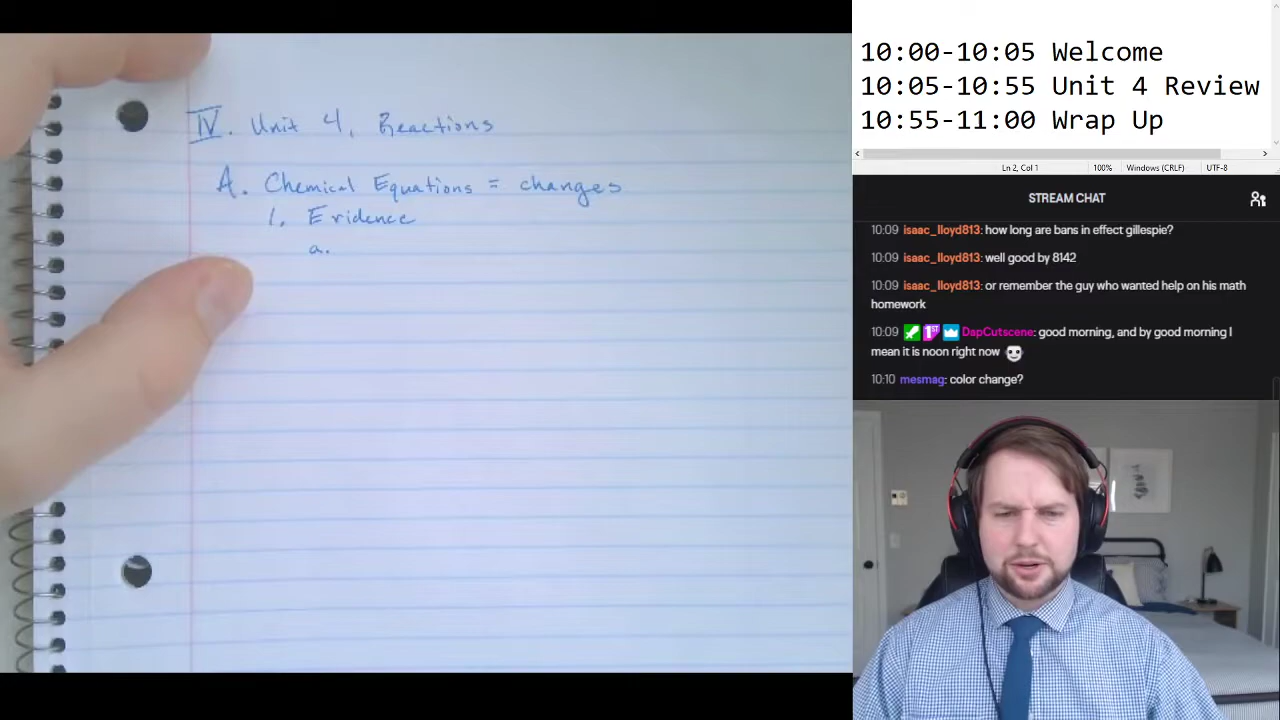 IV. Unit 4, Reactions
A. Chemical Equations = changes
1. Evidence
a.
10:00-10:05 Welcome
10:05-10:55 Unit 4 Review
10:55-11:00 Wrap Up
Ln 2, Col 1 100% Windows (CRLF) UTF-8
STREAM CHAT
10:09 isaac_lloyd813: how long are bans in effect gillespie?
10:09 isaac_lloyd813: well good by 8142
10:09 isaac_lloyd813: or remember the guy who wanted help on his math
homework
10:09 1ST DapCutscene: good morning, and by good morning I
mean it is noon right now
10:10 mesmag: color change?